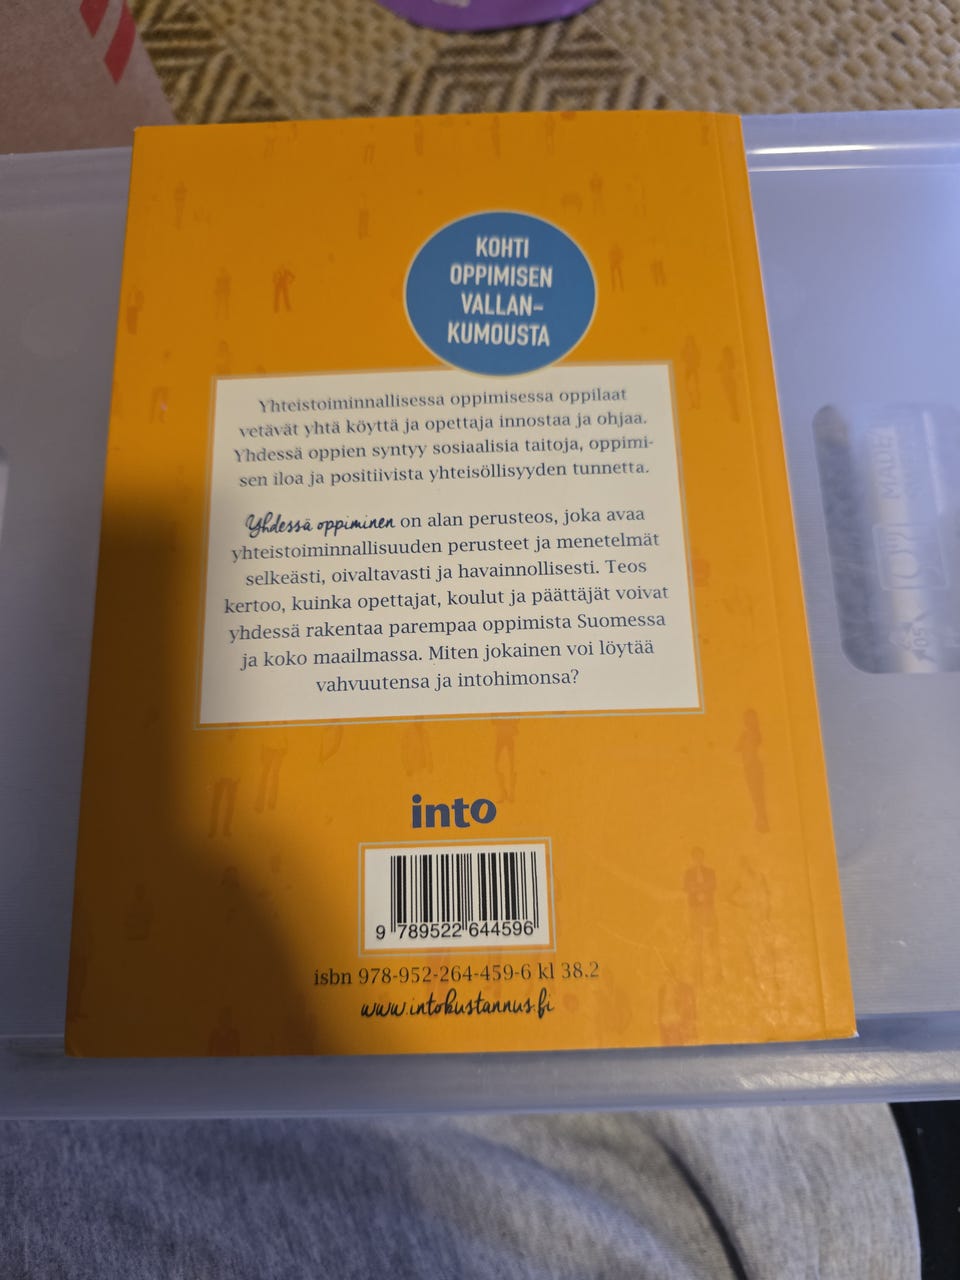 KOHTI
OPPIMISEN
VALLAN-
KUMOUSTA
Yhteistoiminnallisessa oppimisessa oppilaat
vetävät yhtä köyttä ja opettaja innostaa ja ohjaa.
Yhdessä oppien syntyy sosiaalisia taitoja, oppimi-
sen iloa ja positiivista yhteisöllisyyden tunnetta.
Yhdessä oppiminen on alan perusteos, joka avaa
yhteistoiminnallisuuden perusteet ja menetelmät
selkeästi, oivaltavasti ja havainnollisesti. Teos
kertoo, kuinka opettajat, koulut ja päättäjät voivat
yhdessä rakentaa parempaa oppimista Suomessa
ja koko maailmassa. Miten jokainen voi löytää
vahvuutensa ja intohimonsa?
into
9 789522 644596
isbn 978-952-264-459-6 kl 38.2
www.intokustannus.fi
MADE